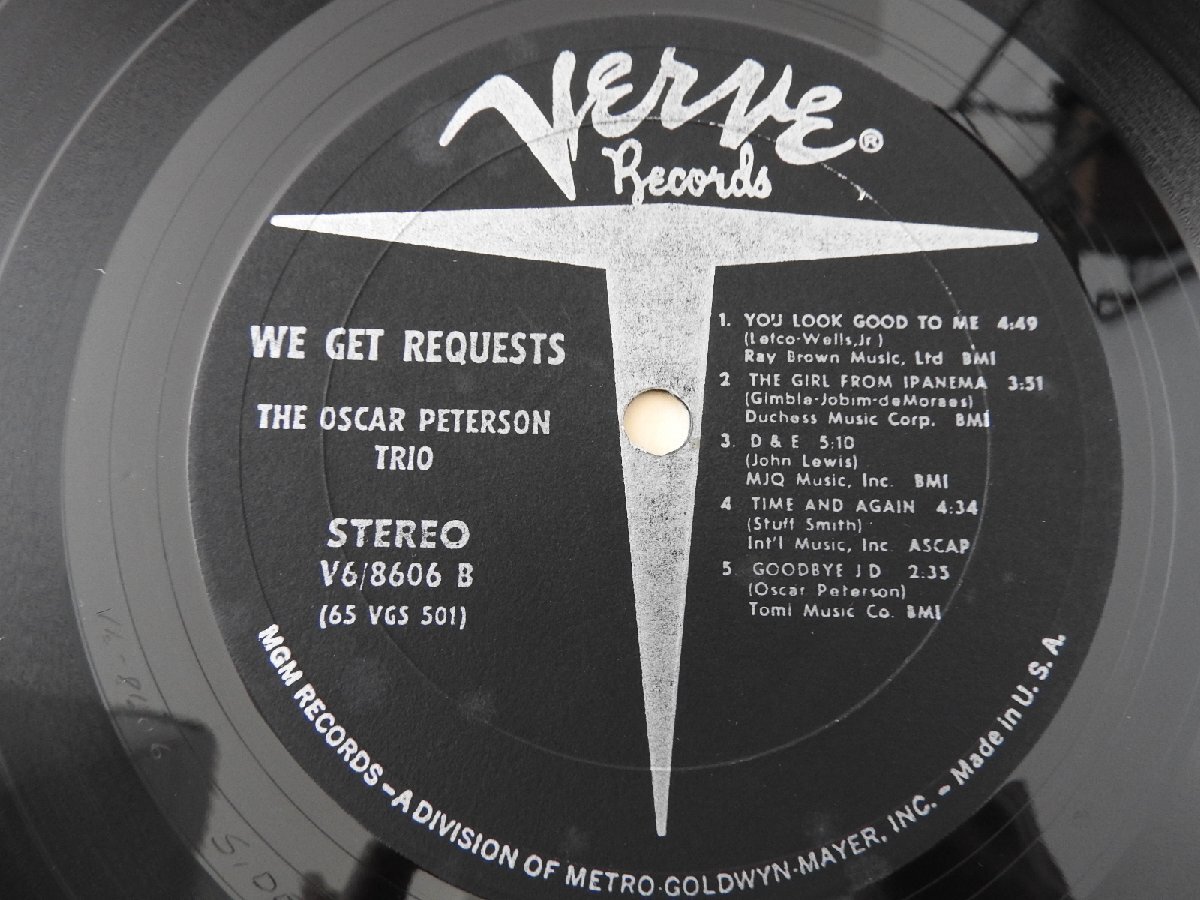 Verve®
Records
WE GET REQUESTS
THE OSCAR PETERSON
TRIO
STEREO
V6/8606 B
(65 VGS 501)
1. YOU LOOK GOOD TO ME 4:49
(Lefco-Wells,Jr)
Ray Brown Music, Ltd BMI
2 THE GIRL FROM IPANEMA 3:51
(Gimble-Jobim-deMoraes)
Duchess Music Corp. BMI
3. D & E 5:10
(John Lewis)
MJQ Music, Inc. BMI
4 TIME AND AGAIN 4:34
(Stuff Smith)
Int'l Music, Inc ASCAP
5 GOODBYE J D 2:35
(Oscar Peterson)
Tomi Music Co. BMI
MGM RECORDS – A DIVISION OF METRO-GOLDWYN-MAYER, INC. – Made in U. S. A.
SIDE